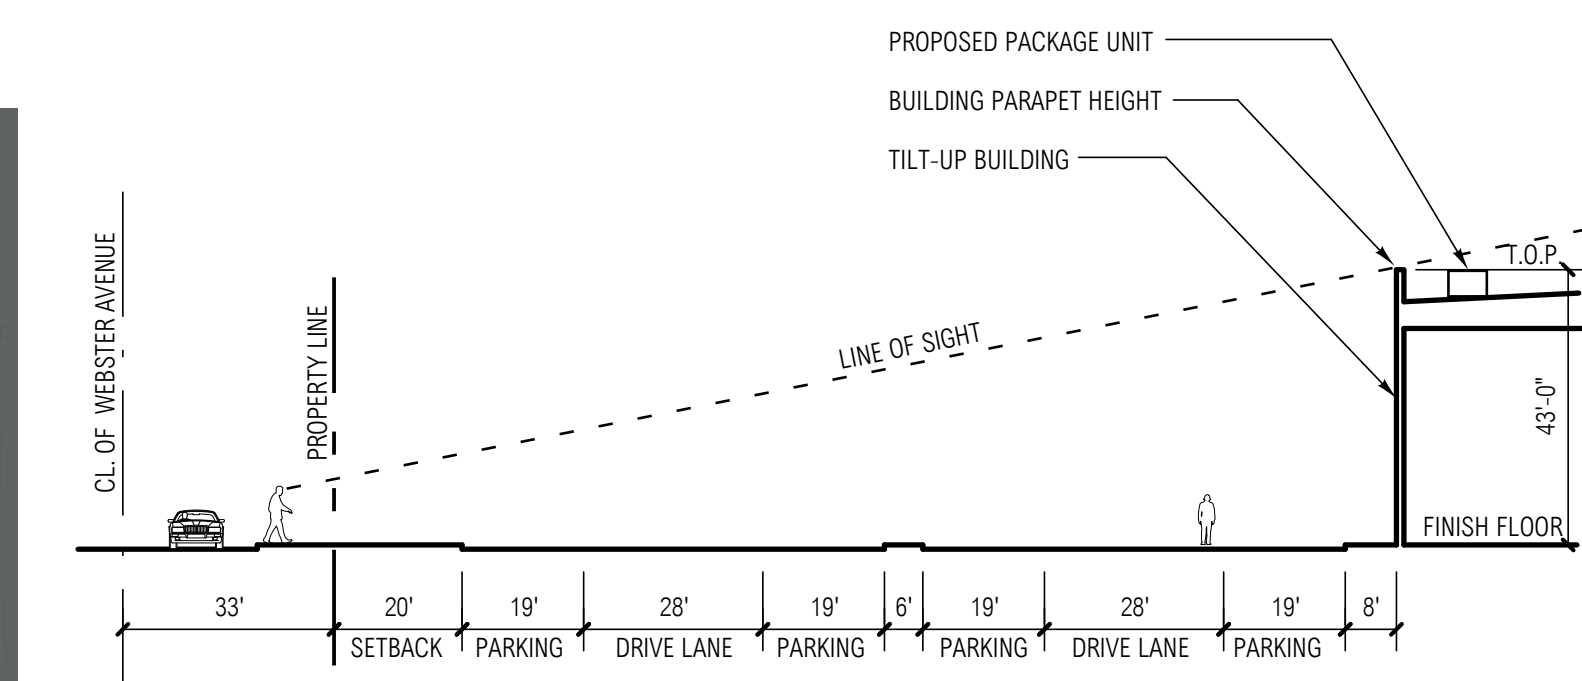 PROPOSED PACKAGE UNIT
BUILDING PARAPET HEIGHT
TILT-UP BUILDING
CL. OF WEBSTER AVENUE
PROPERTY LINE
LINE OF SIGHT
T.O.P.
43'-0"
FINISH FLOOR
33'
20'
19'
28'
19'
6'
19'
28'
19'
8'
SETBACK
PARKING
DRIVE LANE
PARKING
PARKING
DRIVE LANE
PARKING